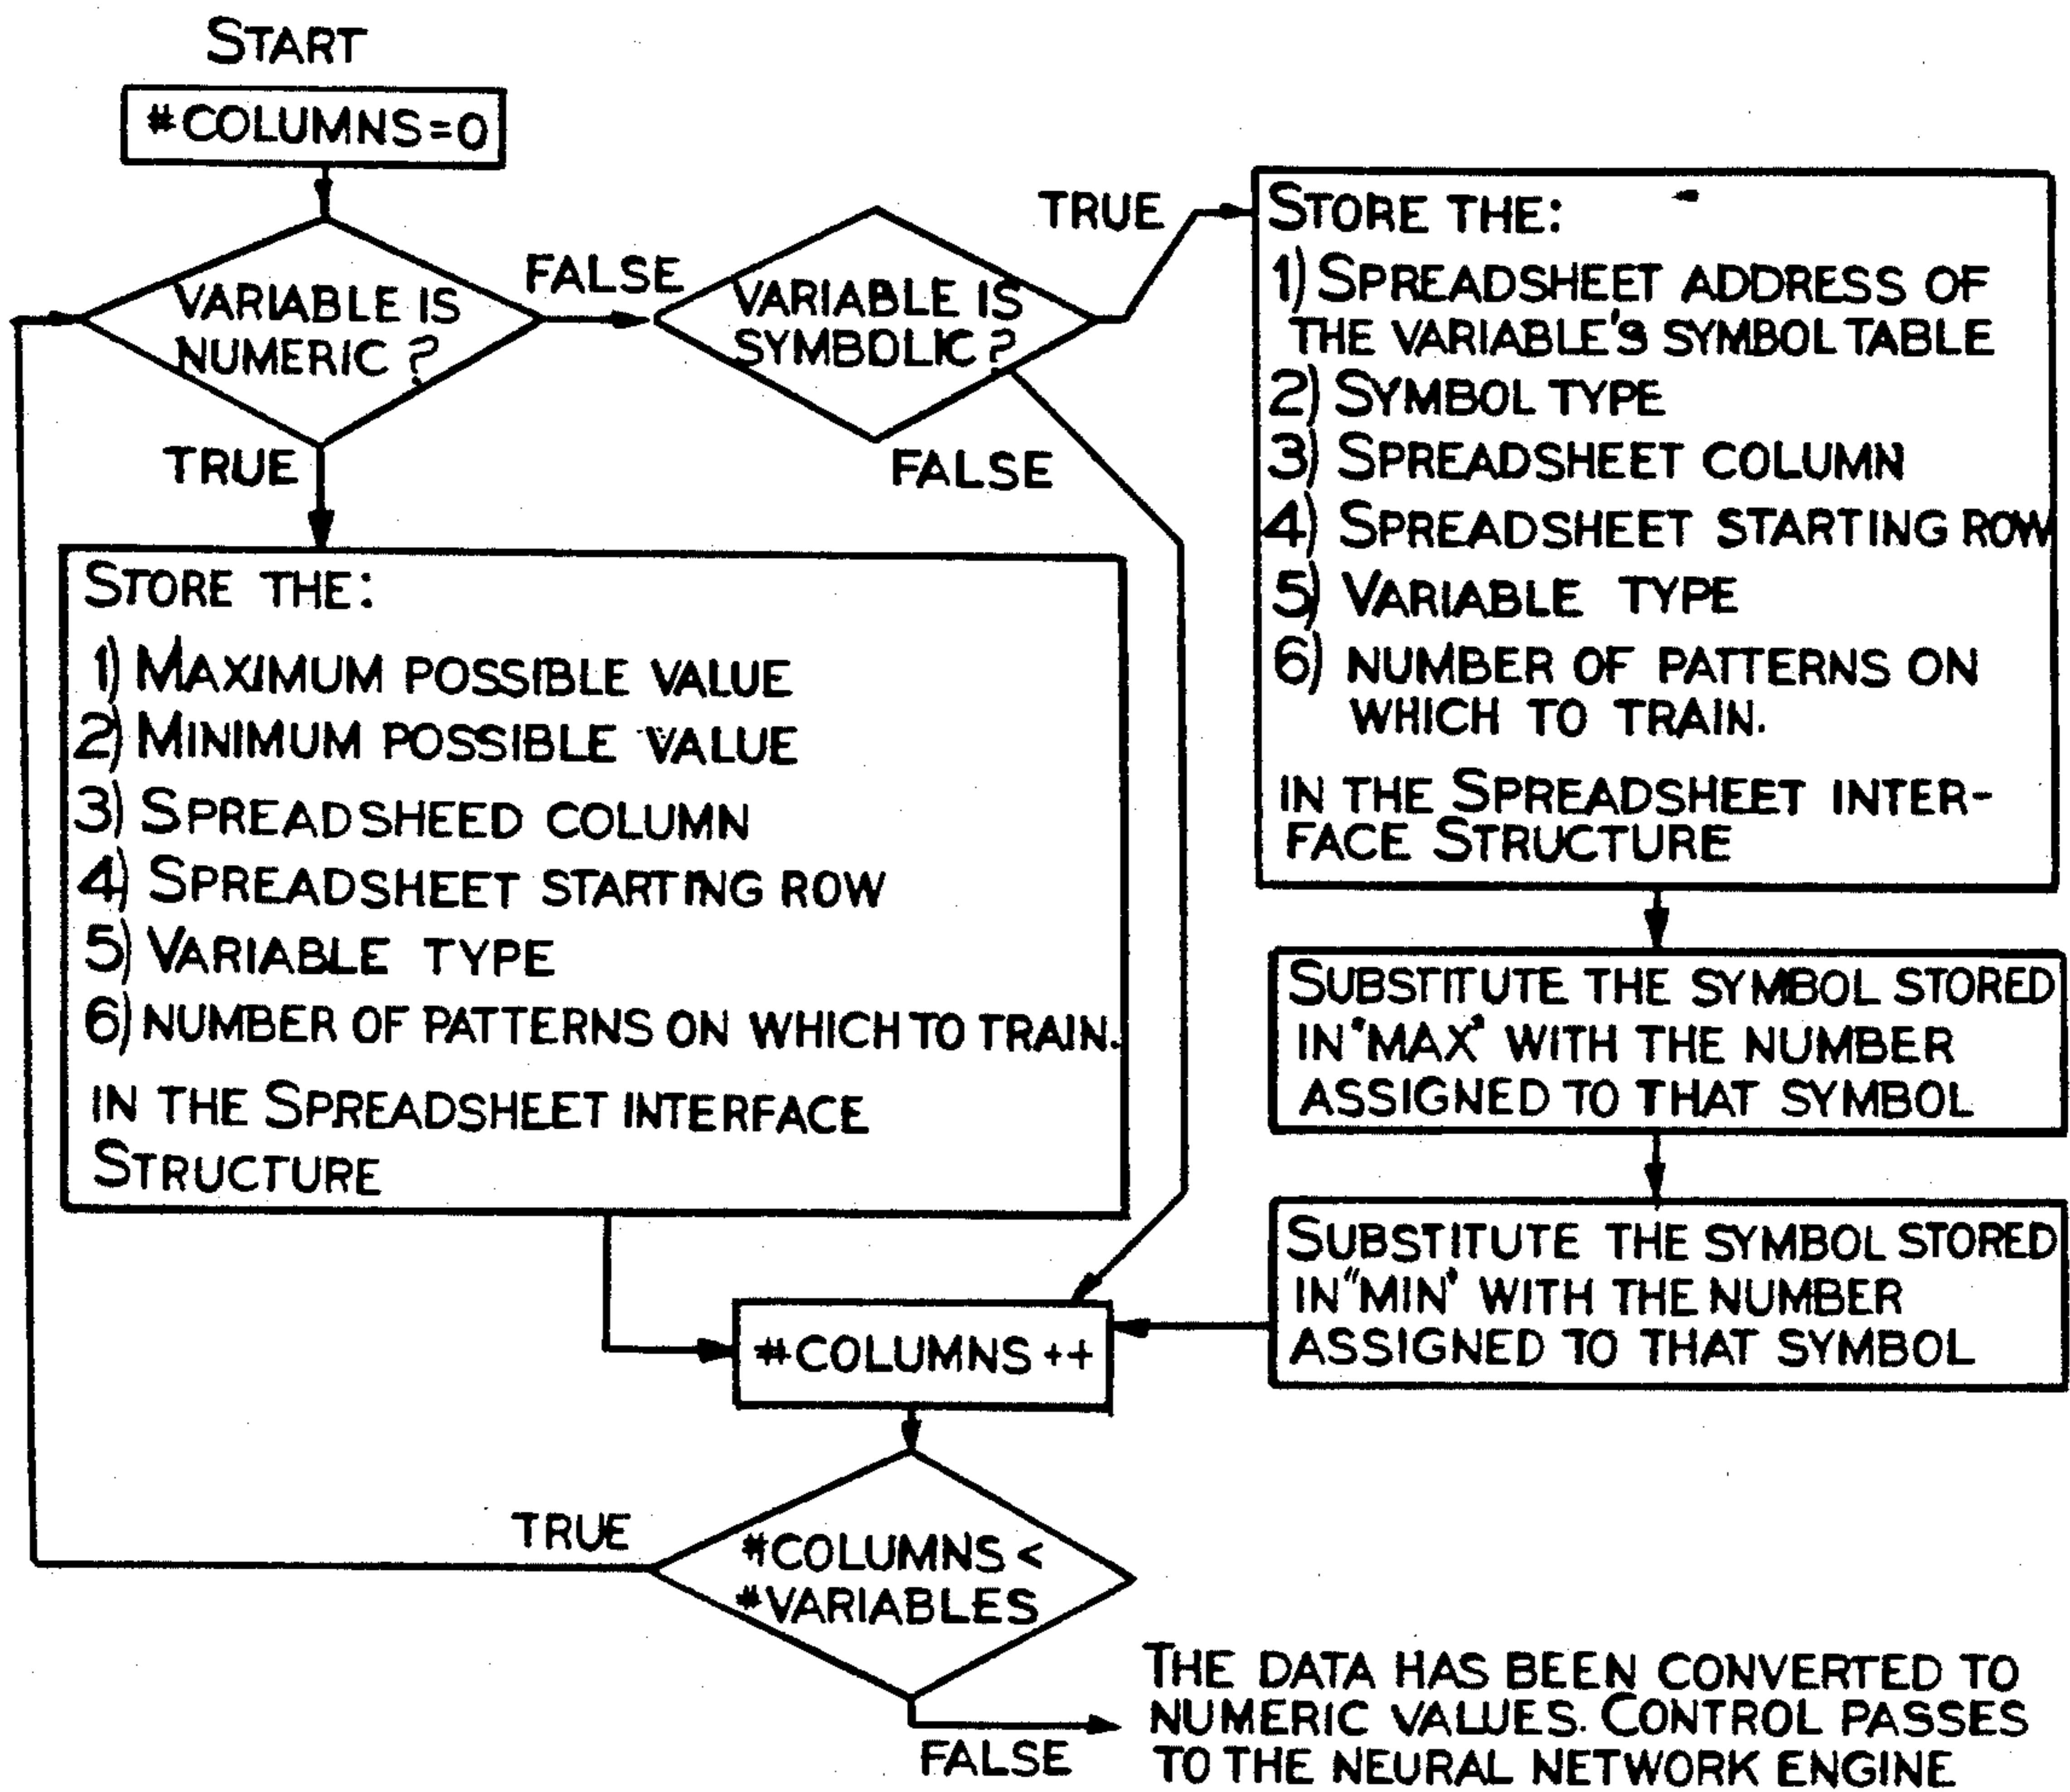 START
#COLUMNS=0
VARIABLE IS
NUMERIC?
FALSE
TRUE
VARIABLE IS
SYMBOLIC?
TRUE
FALSE
STORE THE:
1) SPREADSHEET ADDRESS OF
THE VARIABLE'S SYMBOL TABLE
2) SYMBOL TYPE
3) SPREADSHEET COLUMN
4) SPREADSHEET STARTING ROW
5) VARIABLE TYPE
6) NUMBER OF PATTERNS ON
WHICH TO TRAIN.
IN THE SPREADSHEET INTER-
FACE STRUCTURE
STORE THE:
1) MAXIMUM POSSIBLE VALUE
2) MINIMUM POSSIBLE VALUE
3) SPREADSHEED COLUMN
4) SPREADSHEET STARTING ROW
5) VARIABLE TYPE
6) NUMBER OF PATTERNS ON WHICH TO TRAIN.
IN THE SPREADSHEET INTERFACE
STRUCTURE
SUBSTITUTE THE SYMBOL STORED
IN "MAX" WITH THE NUMBER
ASSIGNED TO THAT SYMBOL
SUBSTITUTE THE SYMBOL STORED
IN "MIN" WITH THE NUMBER
ASSIGNED TO THAT SYMBOL
#COLUMNS ++
#COLUMNS <
#VARIABLES
TRUE
FALSE
THE DATA HAS BEEN CONVERTED TO
NUMERIC VALUES. CONTROL PASSES
TO THE NEURAL NETWORK ENGINE